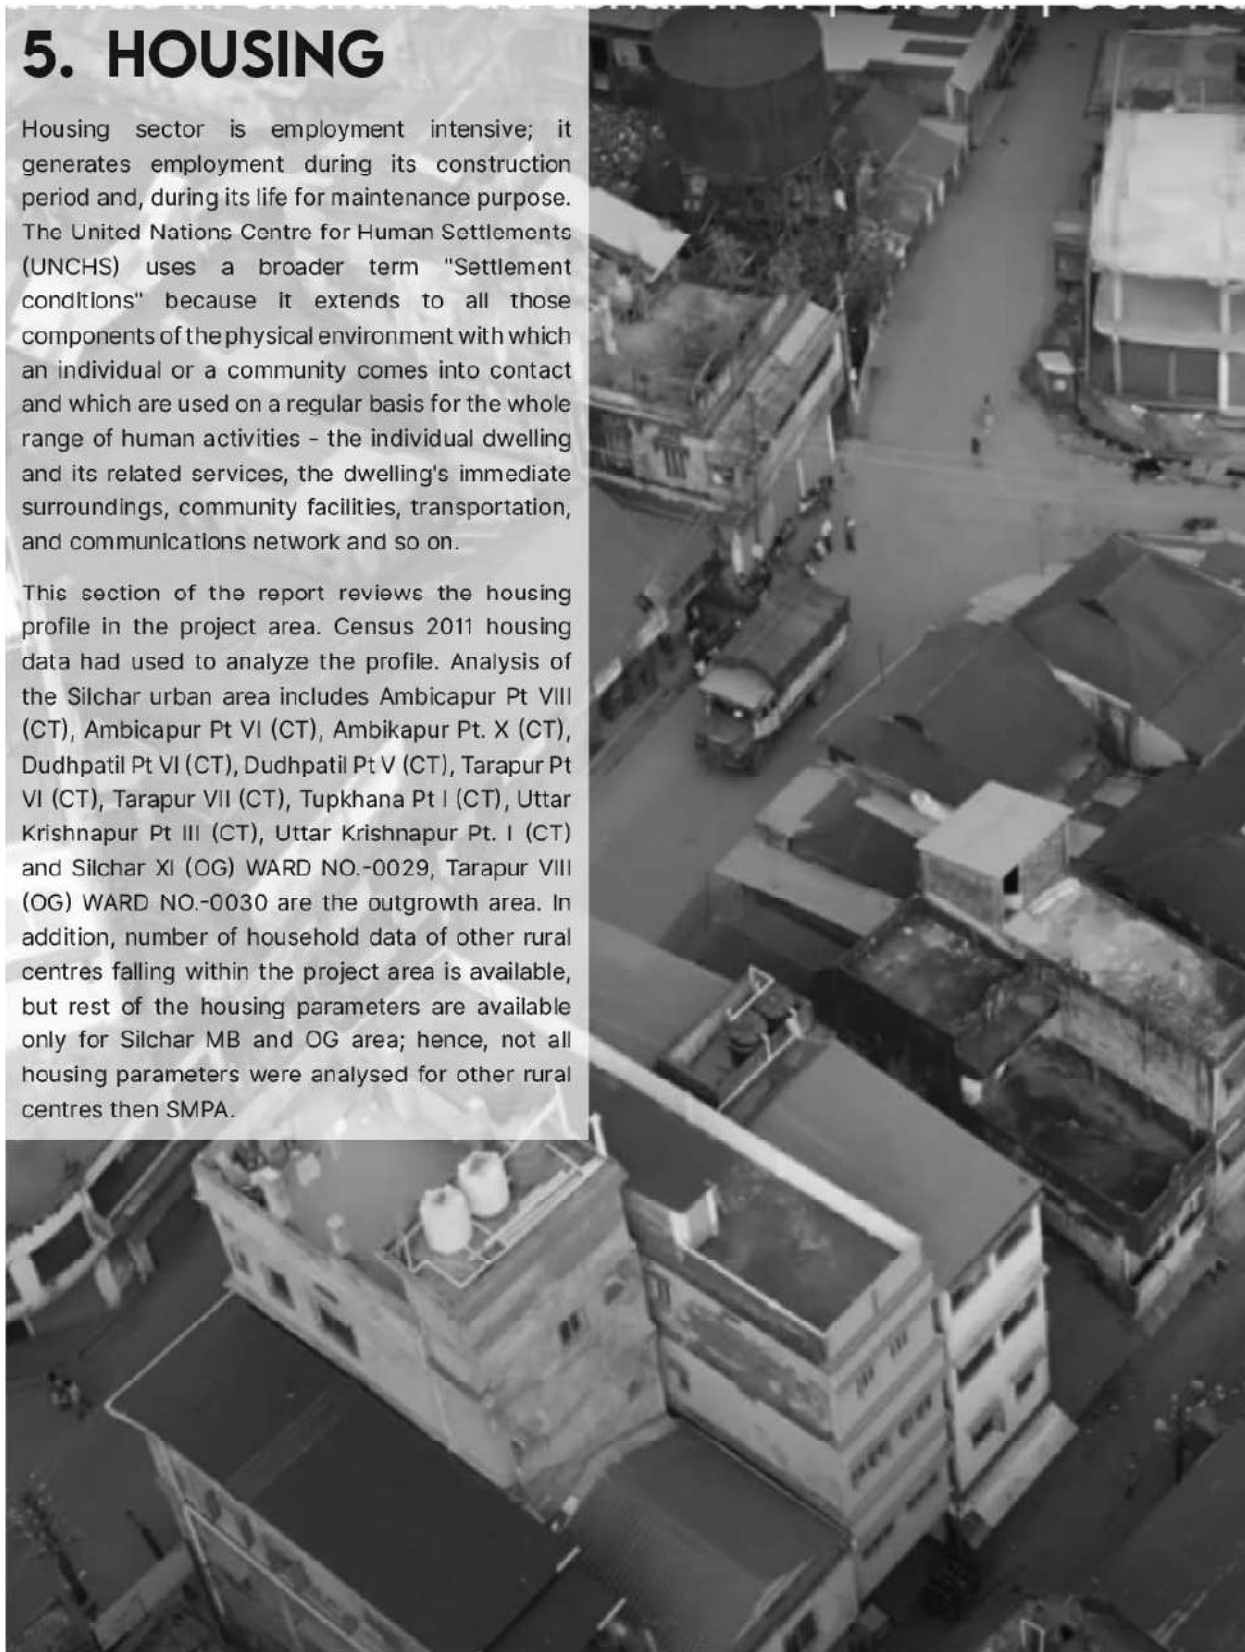 5. HOUSING
Housing sector is employment intensive; it
generates employment during its construction
period and, during its life for maintenance purpose.
The United Nations Centre for Human Settlements
(UNCHS) uses a broader term "Settlement
conditions" because it extends to all those
components of the physical environment with which
an individual or a community comes into contact
and which are used on a regular basis for the whole
range of human activities - the individual dwelling
and its related services, the dwelling's immediate
surroundings, community facilities, transportation,
and communications network and so on.
This section of the report reviews the housing
profile in the project area. Census 2011 housing
data had used to analyze the profile. Analysis of
the Silchar urban area includes Ambicapur Pt VIII
(CT), Ambicapur Pt VI (CT), Ambikapur Pt. X (CT),
Dudhpatil Pt VI (CT), Dudhpatil Pt V (CT), Tarapur Pt
VI (CT), Tarapur VII (CT), Tupkhana Pt I (CT), Uttar
Krishnapur Pt III (CT), Uttar Krishnapur Pt. I (CT)
and Silchar XI (OG) WARD NO.-0029, Tarapur VIII
(OG) WARD NO.-0030 are the outgrowth area. In
addition, number of household data of other rural
centres falling within the project area is available,
but rest of the housing parameters are available
only for Silchar MB and OG area; hence, not all
housing parameters were analysed for other rural
centres then SMPA.